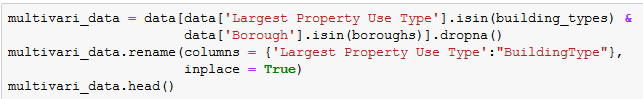 multivari_data = data[data['Largest Property Use Type'].isin(building_types) &
data['Borough'].isin(boroughs)].dropna()
multivari_data.rename(columns = {'Largest Property Use Type':"BuildingType"},
inplace = True)
multivari_data.head()